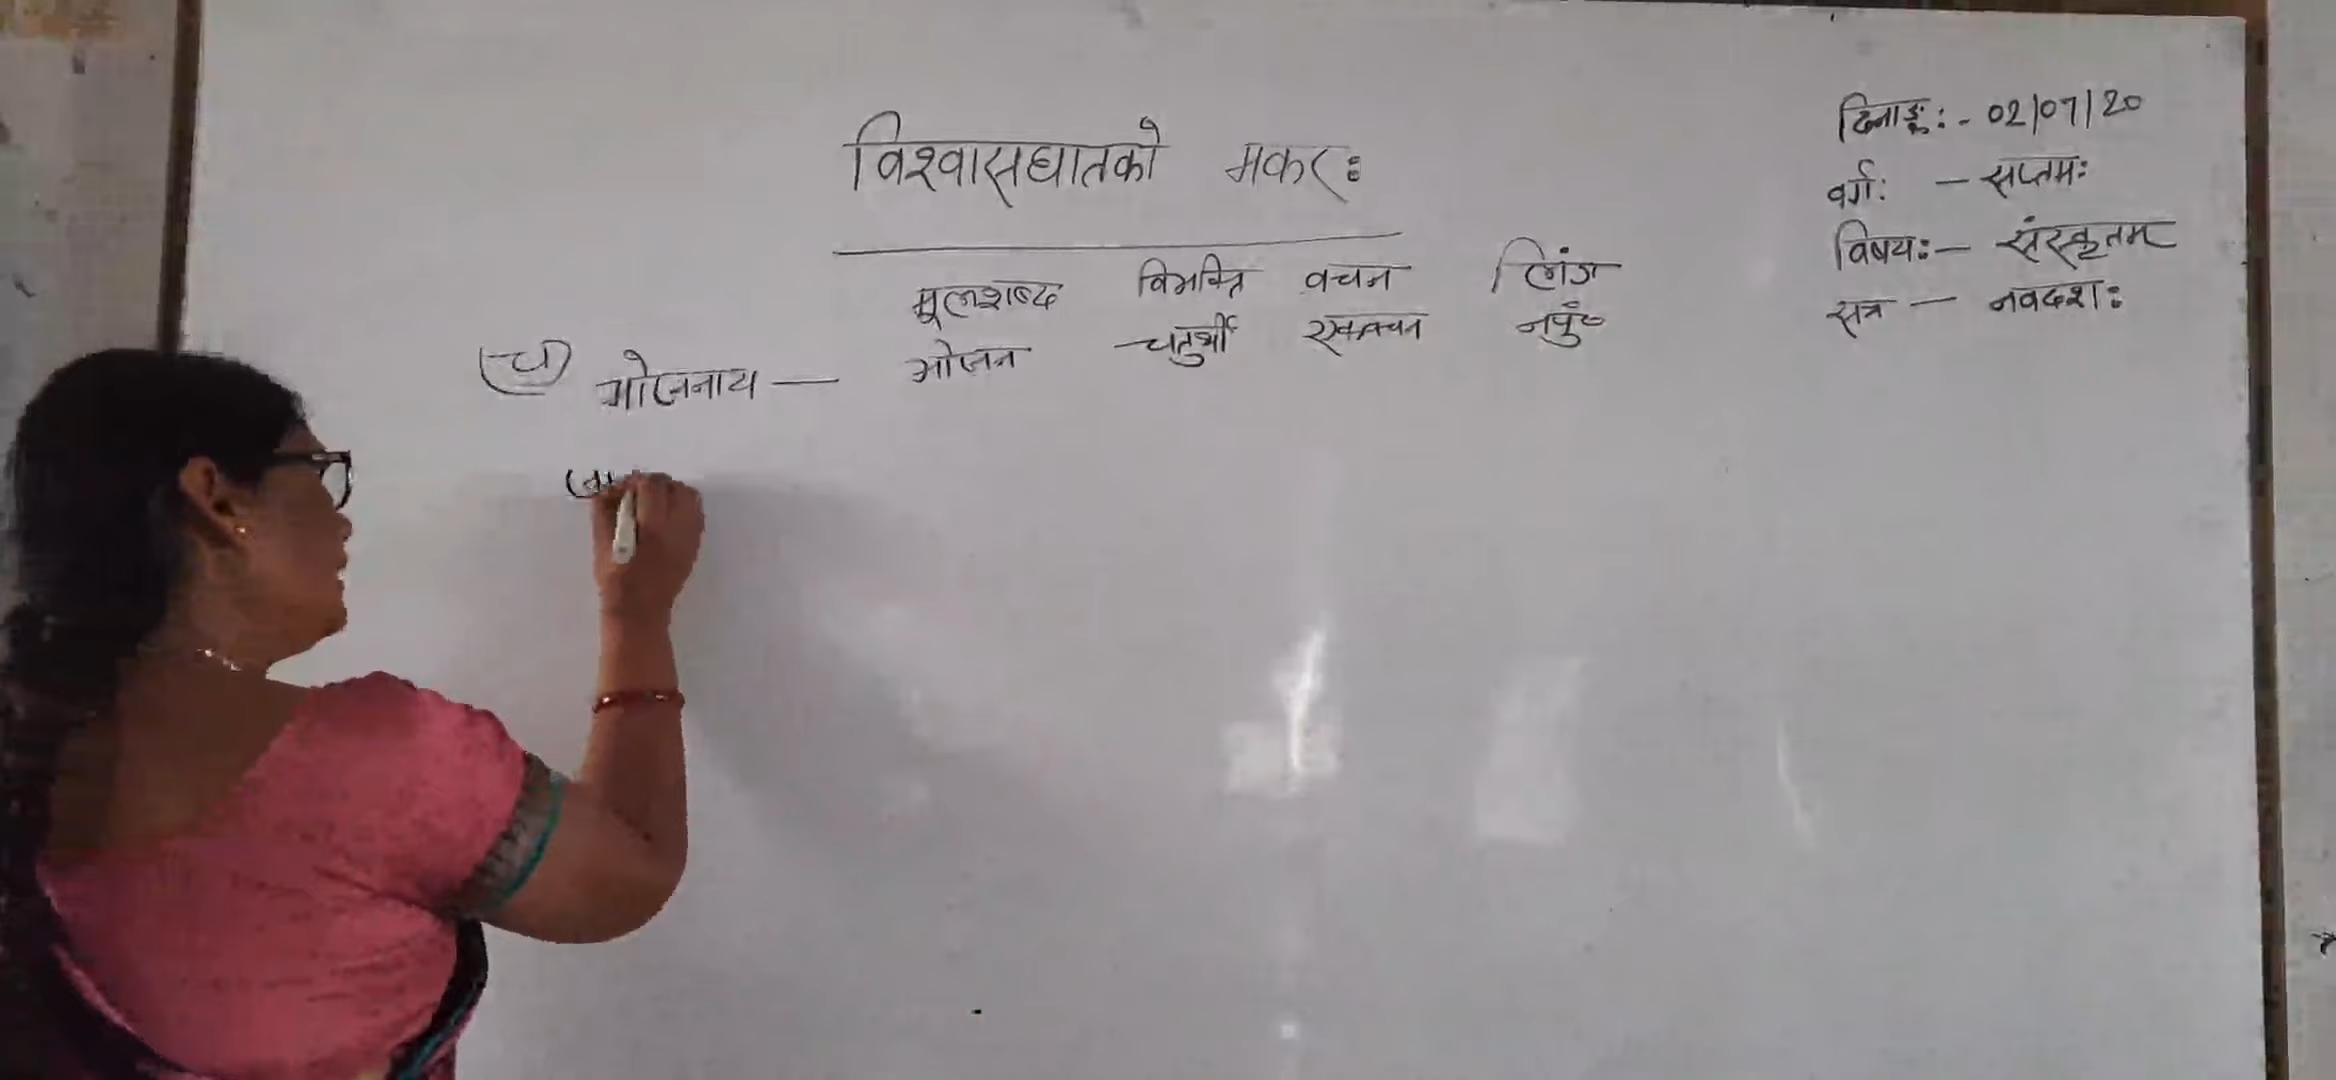 विश्वासघातको मकरः
दिनाङ्कः - 02/07/20
वर्गः - सप्तमः
विषयः - संस्कृतम्
सत्र - नवदशः
मूलशब्द विभक्ति वचन लिंग
च भोजनाय — भोजन चतुर्थी एकवचन नपुं०